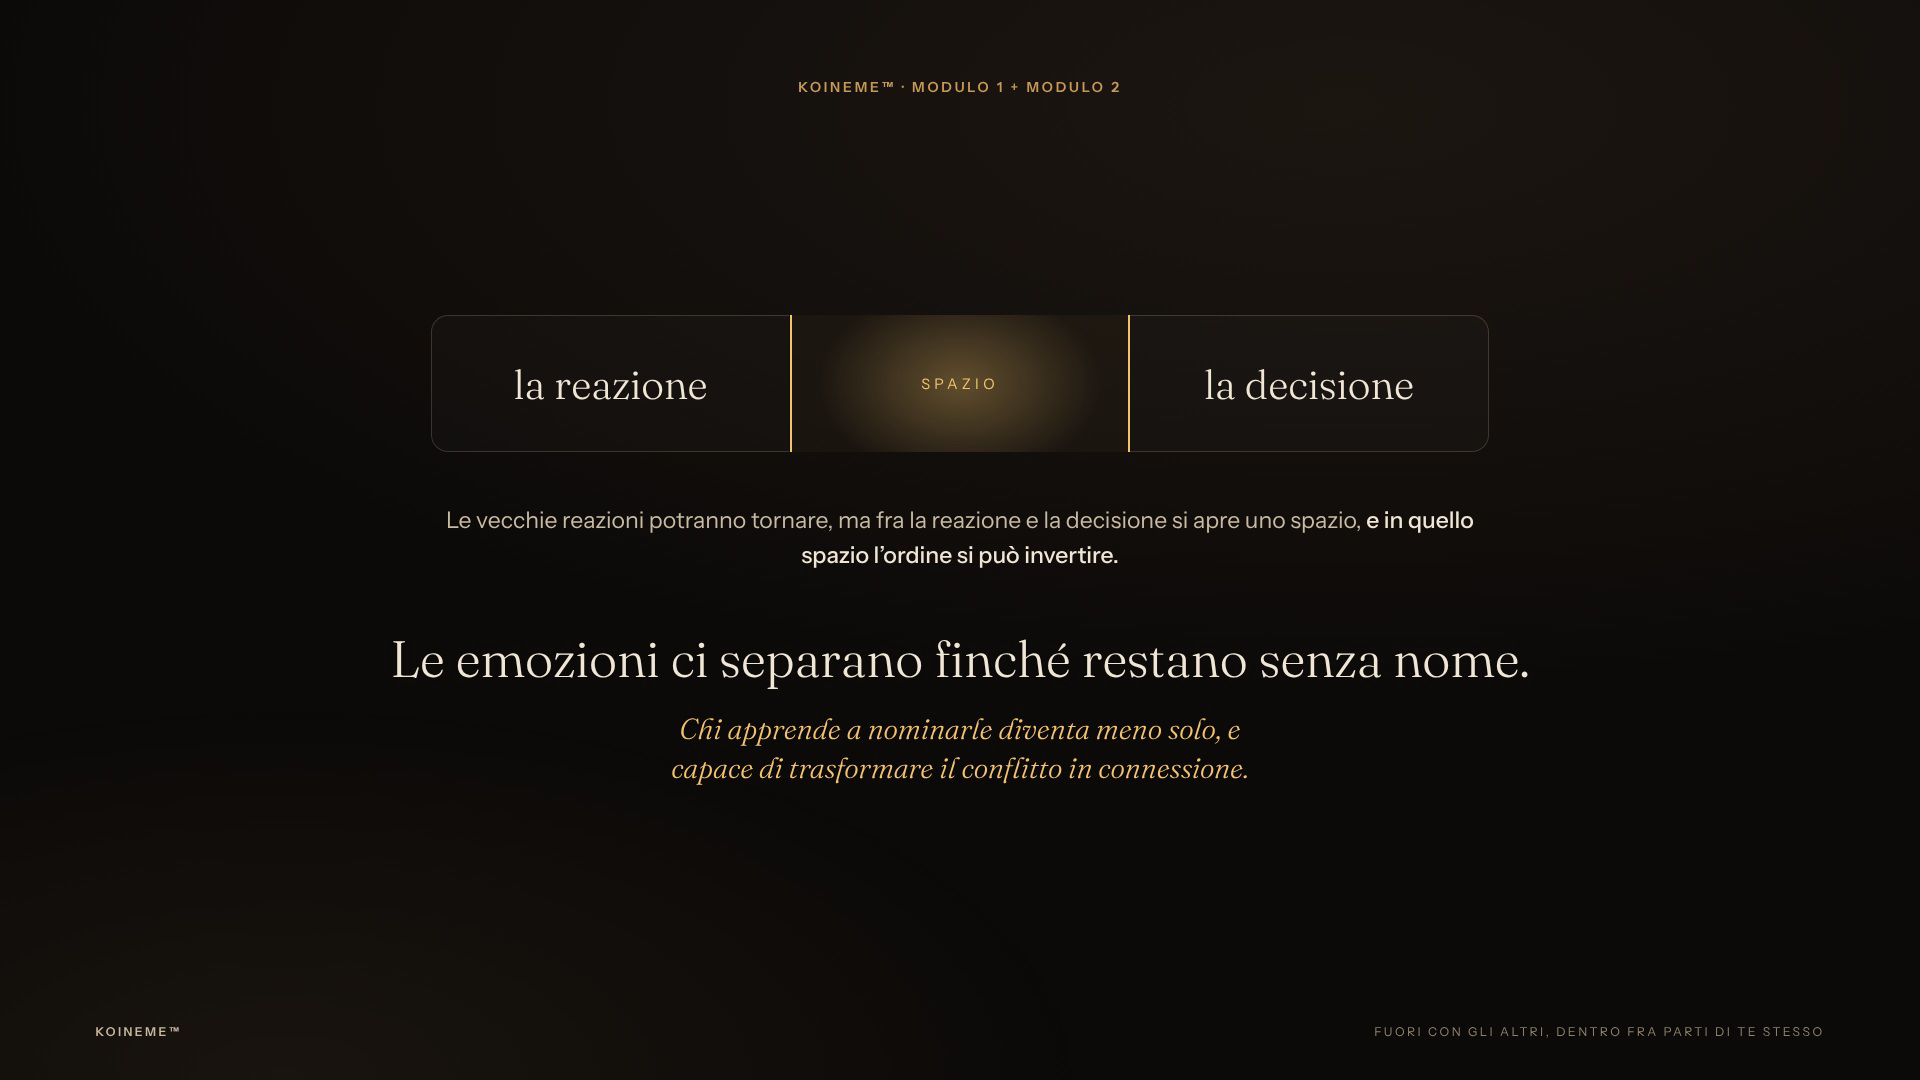 KOINEME™ · MODULO 1 + MODULO 2
la reazione
SPAZIO
la decisione
Le vecchie reazioni potranno tornare, ma fra la reazione e la decisione si apre uno spazio, e in quello
spazio l’ordine si può invertire.
Le emozioni ci separano finché restano senza nome.
Chi apprende a nominarle diventa meno solo, e
capace di trasformare il conflitto in connessione.
KOINEME™
FUORI CON GLI ALTRI, DENTRO FRA PARTI DI TE STESSO